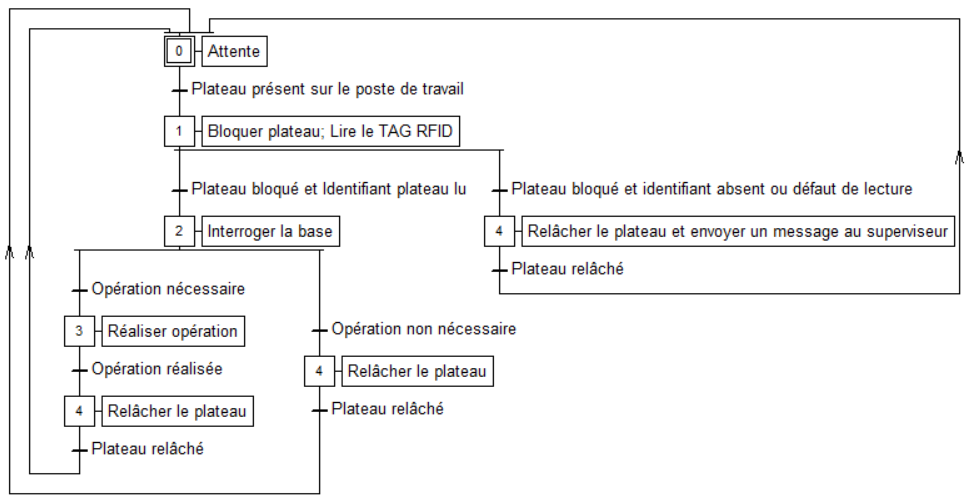 0 Attente
Plateau présent sur le poste de travail
1 Bloquer plateau; Lire le TAG RFID
Plateau bloqué et Identifiant plateau lu
Plateau bloqué et identifiant absent ou défaut de lecture
2 Interroger la base
4 Relâcher le plateau et envoyer un message au superviseur
Plateau relâché
Opération nécessaire
3 Réaliser opération
Opération non nécessaire
Opération réalisée
4 Relâcher le plateau
4 Relâcher le plateau
Plateau relâché
Plateau relâché